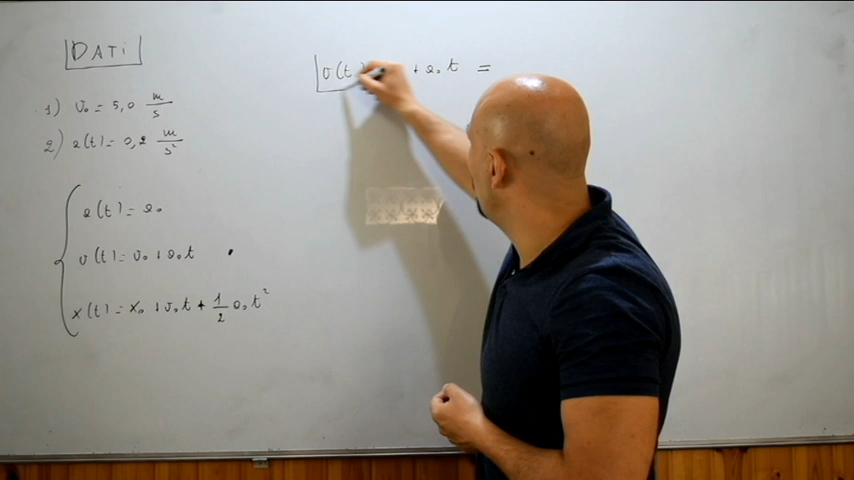 DATI
1) v₀ = 5,0 m/s
2) a(t) = 0,2 m/s²
a(t) = a₀
v(t) = v₀ + a₀t
x(t) = x₀ + v₀t + 1/2 a₀t²
v(t) + a₀t =